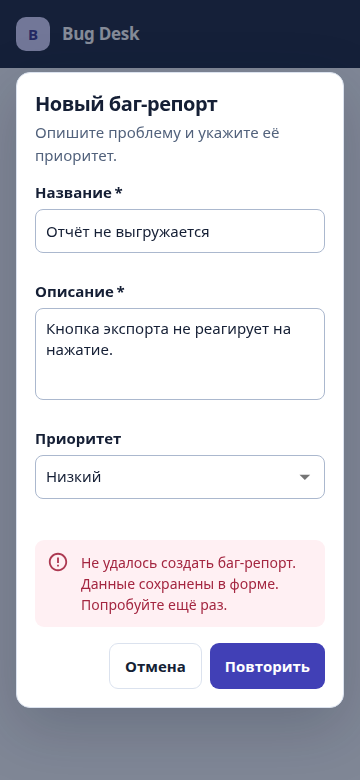 B Bug Desk
Новый баг-репорт
Опишите проблему и укажите её
приоритет.
Название *
Отчёт не выгружается
Описание *
Кнопка экспорта не реагирует на
нажатие.
Приоритет
Низкий
Не удалось создать баг-репорт.
Данные сохранены в форме.
Попробуйте ещё раз.
Отмена Повторить